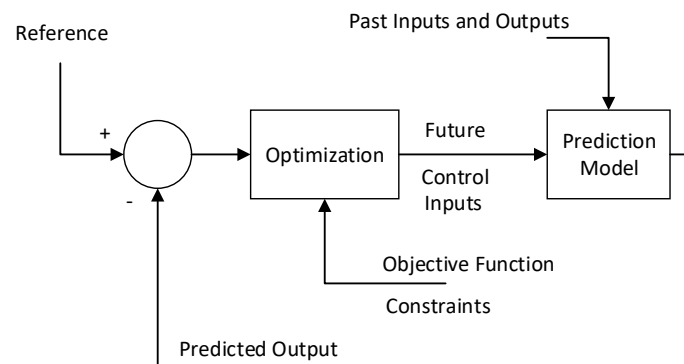 Past Inputs and Outputs
Reference
+
Future
Optimization
Prediction
Model
Control
Inputs
-
Objective Function
Constraints
Predicted Output